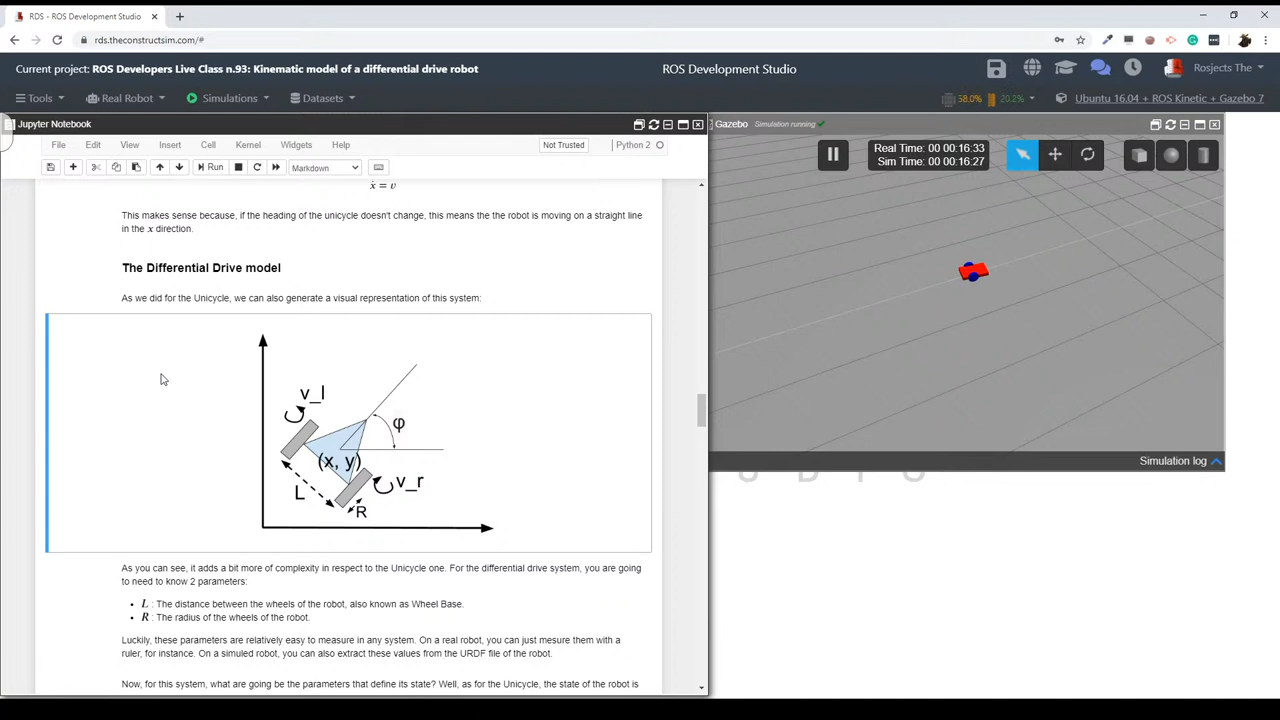 RDS - ROS Development Studio
rds.theconstructsim.com/#
Current project: ROS Developers Live Class n.93: Kinematic model of a differential drive robot
ROS Development Studio
Rosjects The
Tools
Real Robot
Simulations
Datasets
58.0%
20.2%
Ubuntu 16.04 + ROS Kinetic + Gazebo 7
Jupyter Notebook
File
Edit
View
Insert
Cell
Kernel
Widgets
Help
Not Trusted
Python 2
Run
Markdown
ẋ = v
This makes sense because, if the heading of the unicycle doesn't change, this means the the robot is moving on a straight line
in the x direction.
The Differential Drive model
As we did for the Unicycle, we can also generate a visual representation of this system:
v_l
φ
(x, y)
L
v_r
R
As you can see, it adds a bit more of complexity in respect to the Unicycle one. For the differential drive system, you are going
to need to know 2 parameters:
• L : The distance between the wheels of the robot, also known as Wheel Base.
• R : The radius of the wheels of the robot.
Luckily, these parameters are relatively easy to measure in any system. On a real robot, you can just mesure them with a
ruler, for instance. On a simuled robot, you can also extract these values from the URDF file of the robot.
Now, for this system, what are going be the parameters that define its state? Well, as for the Unicycle, the state of the robot is
Gazebo
Simulation running
Real Time: 00 00:16:33
Sim Time: 00 00:16:27
Simulation log